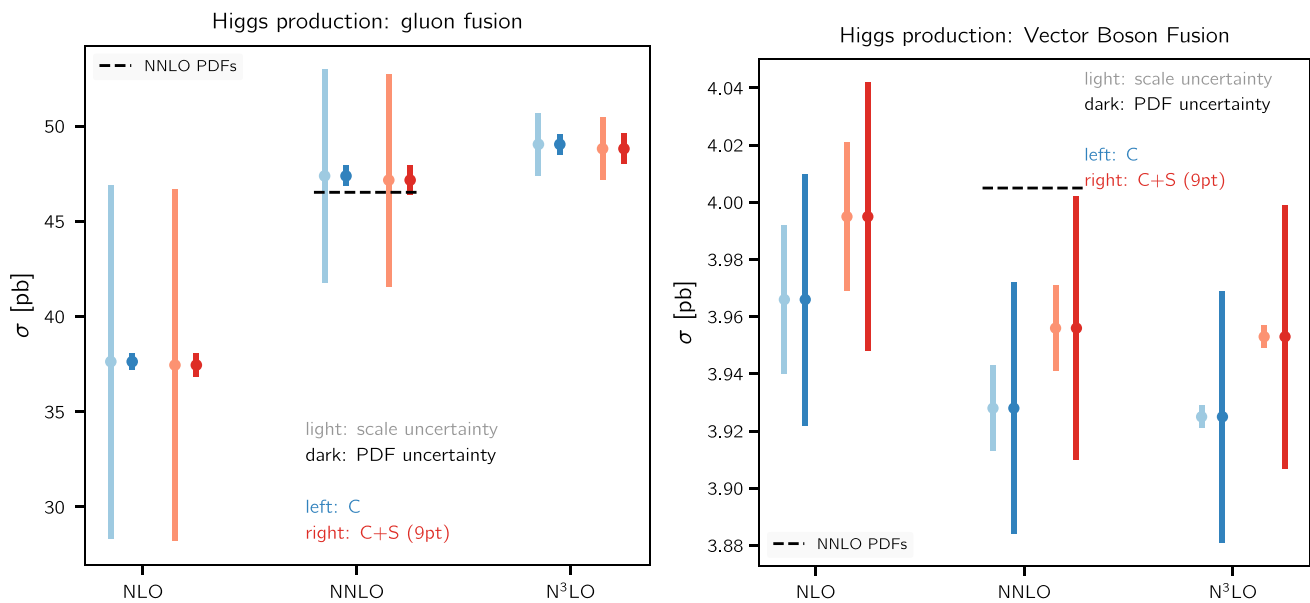 Higgs production: gluon fusion
NNLO PDFs
50
45
40
35
30
σ [pb]
light: scale uncertainty
dark: PDF uncertainty
left: C
right: C+S (9pt)
NLO
NNLO
N³LO
Higgs production: Vector Boson Fusion
light: scale uncertainty
dark: PDF uncertainty
left: C
right: C+S (9pt)
4.04
4.02
4.00
3.98
3.96
3.94
3.92
3.90
3.88
σ [pb]
NNLO PDFs
NLO
NNLO
N³LO